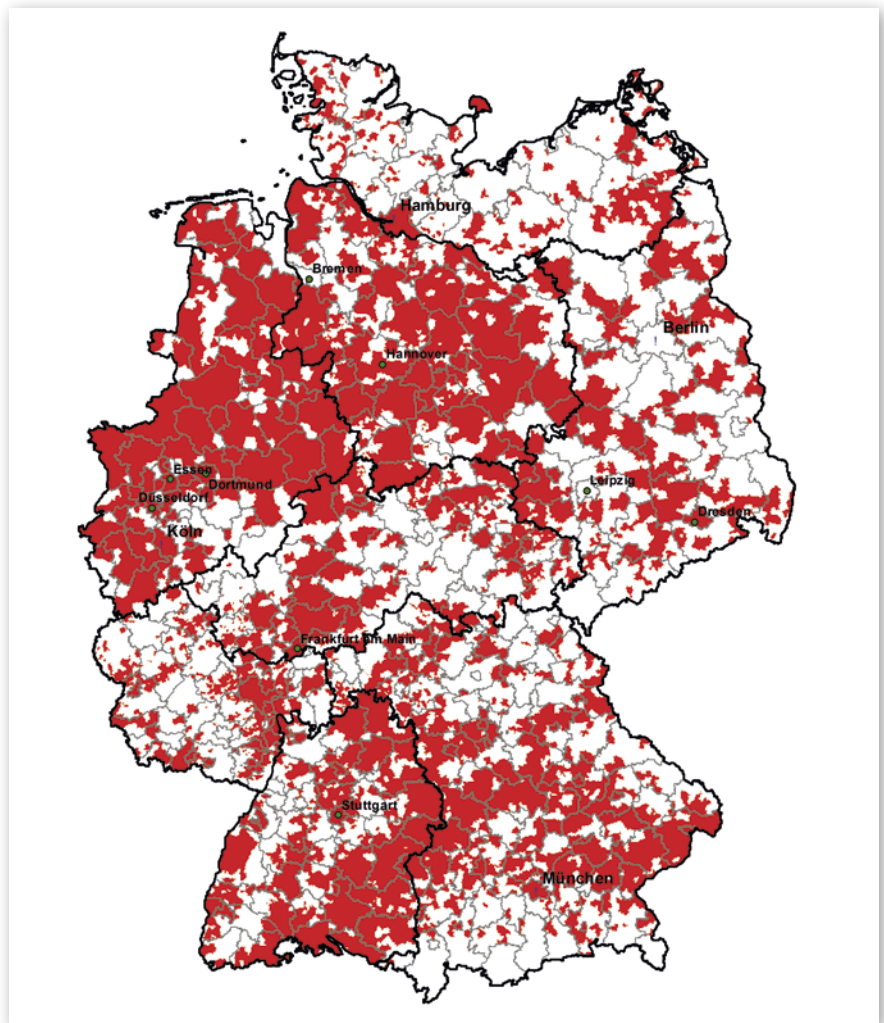 Hamburg
Bremen
Berlin
Hannover
Essen
Dortmund
Leipzig
Düsseldorf
Dresden
Köln
Frankfurt am Main
Stuttgart
München